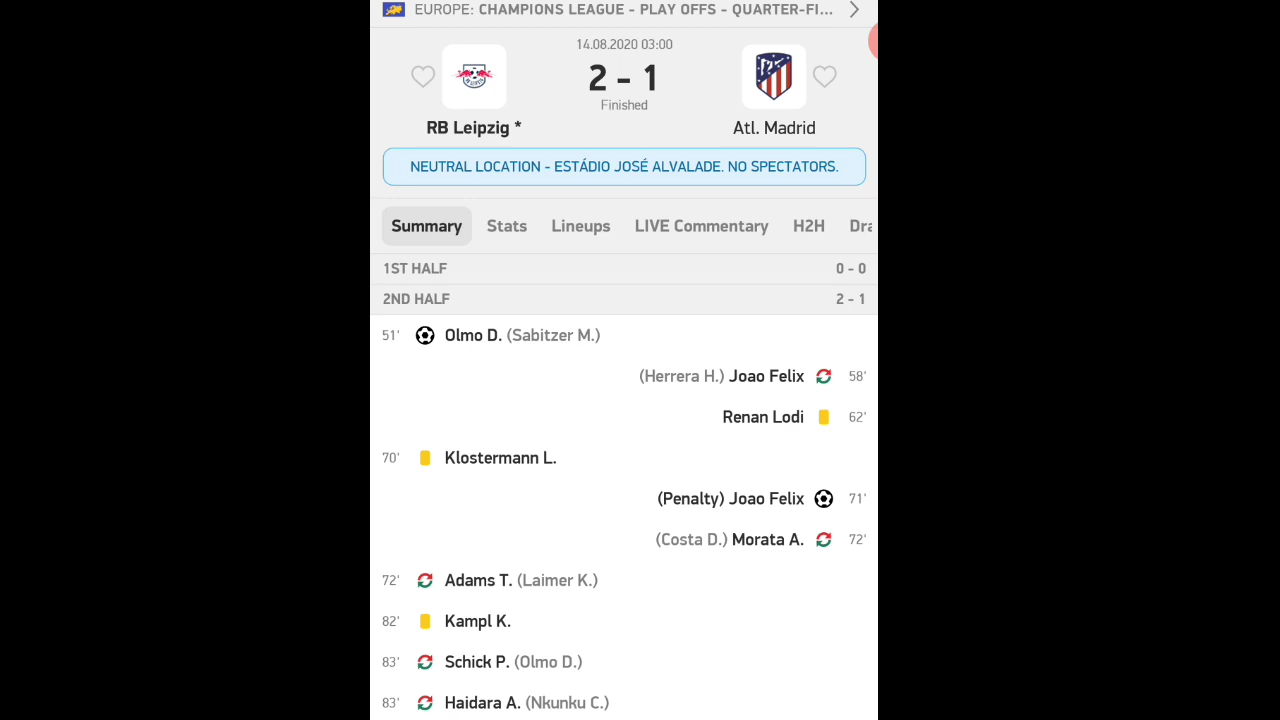 EUROPE: CHAMPIONS LEAGUE - PLAY OFFS - QUARTER-FI...
14.08.2020 03:00
2 - 1
Finished
RB Leipzig *
Atl. Madrid
NEUTRAL LOCATION - ESTÁDIO JOSÉ ALVALADE. NO SPECTATORS.
Summary Stats Lineups LIVE Commentary H2H Dra
1ST HALF 0 - 0
2ND HALF 2 - 1
51' Olmo D. (Sabitzer M.)
(Herrera H.) Joao Felix 58'
Renan Lodi 62'
70' Klostermann L.
(Penalty) Joao Felix 71'
(Costa D.) Morata A. 72'
72' Adams T. (Laimer K.)
82' Kampl K.
83' Schick P. (Olmo D.)
83' Haidara A. (Nkunku C.)